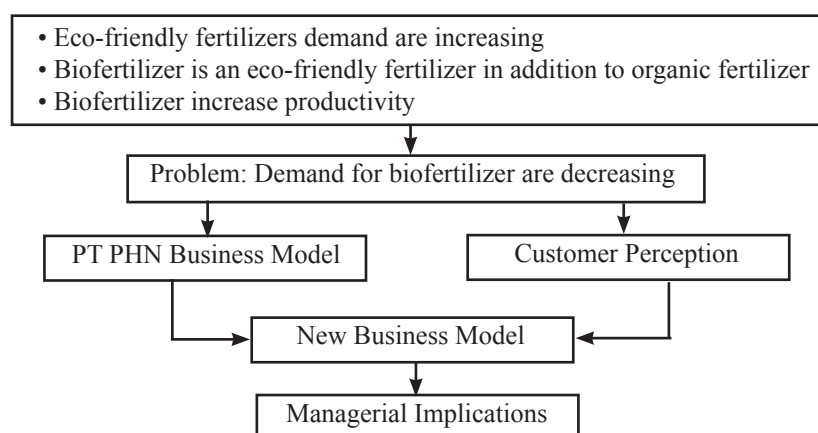 • Eco-friendly fertilizers demand are increasing
• Biofertilizer is an eco-friendly fertilizer in addition to organic fertilizer
• Biofertilizer increase productivity
Problem: Demand for biofertilizer are decreasing
PT PHN Business Model
Customer Perception
New Business Model
Managerial Implications